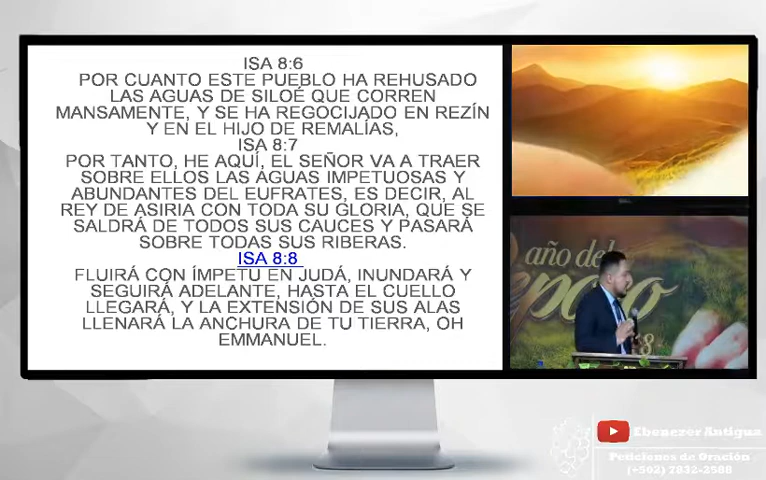 ISA 8:6
POR CUANTO ESTE PUEBLO HA REHUSADO
LAS AGUAS DE SILOÉ QUE CORREN
MANSAMENTE, Y SE HA REGOCIJADO EN REZÍN
Y EN EL HIJO DE REMALÍAS,
ISA 8:7
POR TANTO, HE AQUÍ, EL SEÑOR VA A TRAER
SOBRE ELLOS LAS AGUAS IMPETUOSAS Y
ABUNDANTES DEL EUFRATES, ES DECIR, AL
REY DE ASIRIA CON TODA SU GLORIA, QUE SE
SALDRÁ DE TODOS SUS CAUCES Y PASARÁ
SOBRE TODAS SUS RIBERAS.
ISA 8:8
FLUIRÁ CON ÍMPETU EN JUDÁ, INUNDARÁ Y
SEGUIRÁ ADELANTE, HASTA EL CUELLO
LLEGARÁ, Y LA EXTENSIÓN DE SUS ALAS
LLENARÁ LA ANCHURA DE TU TIERRA, OH
EMMANUEL.
año del
Ebenezer Antigua
Peticiones de Oración
(+502) 7832-2588